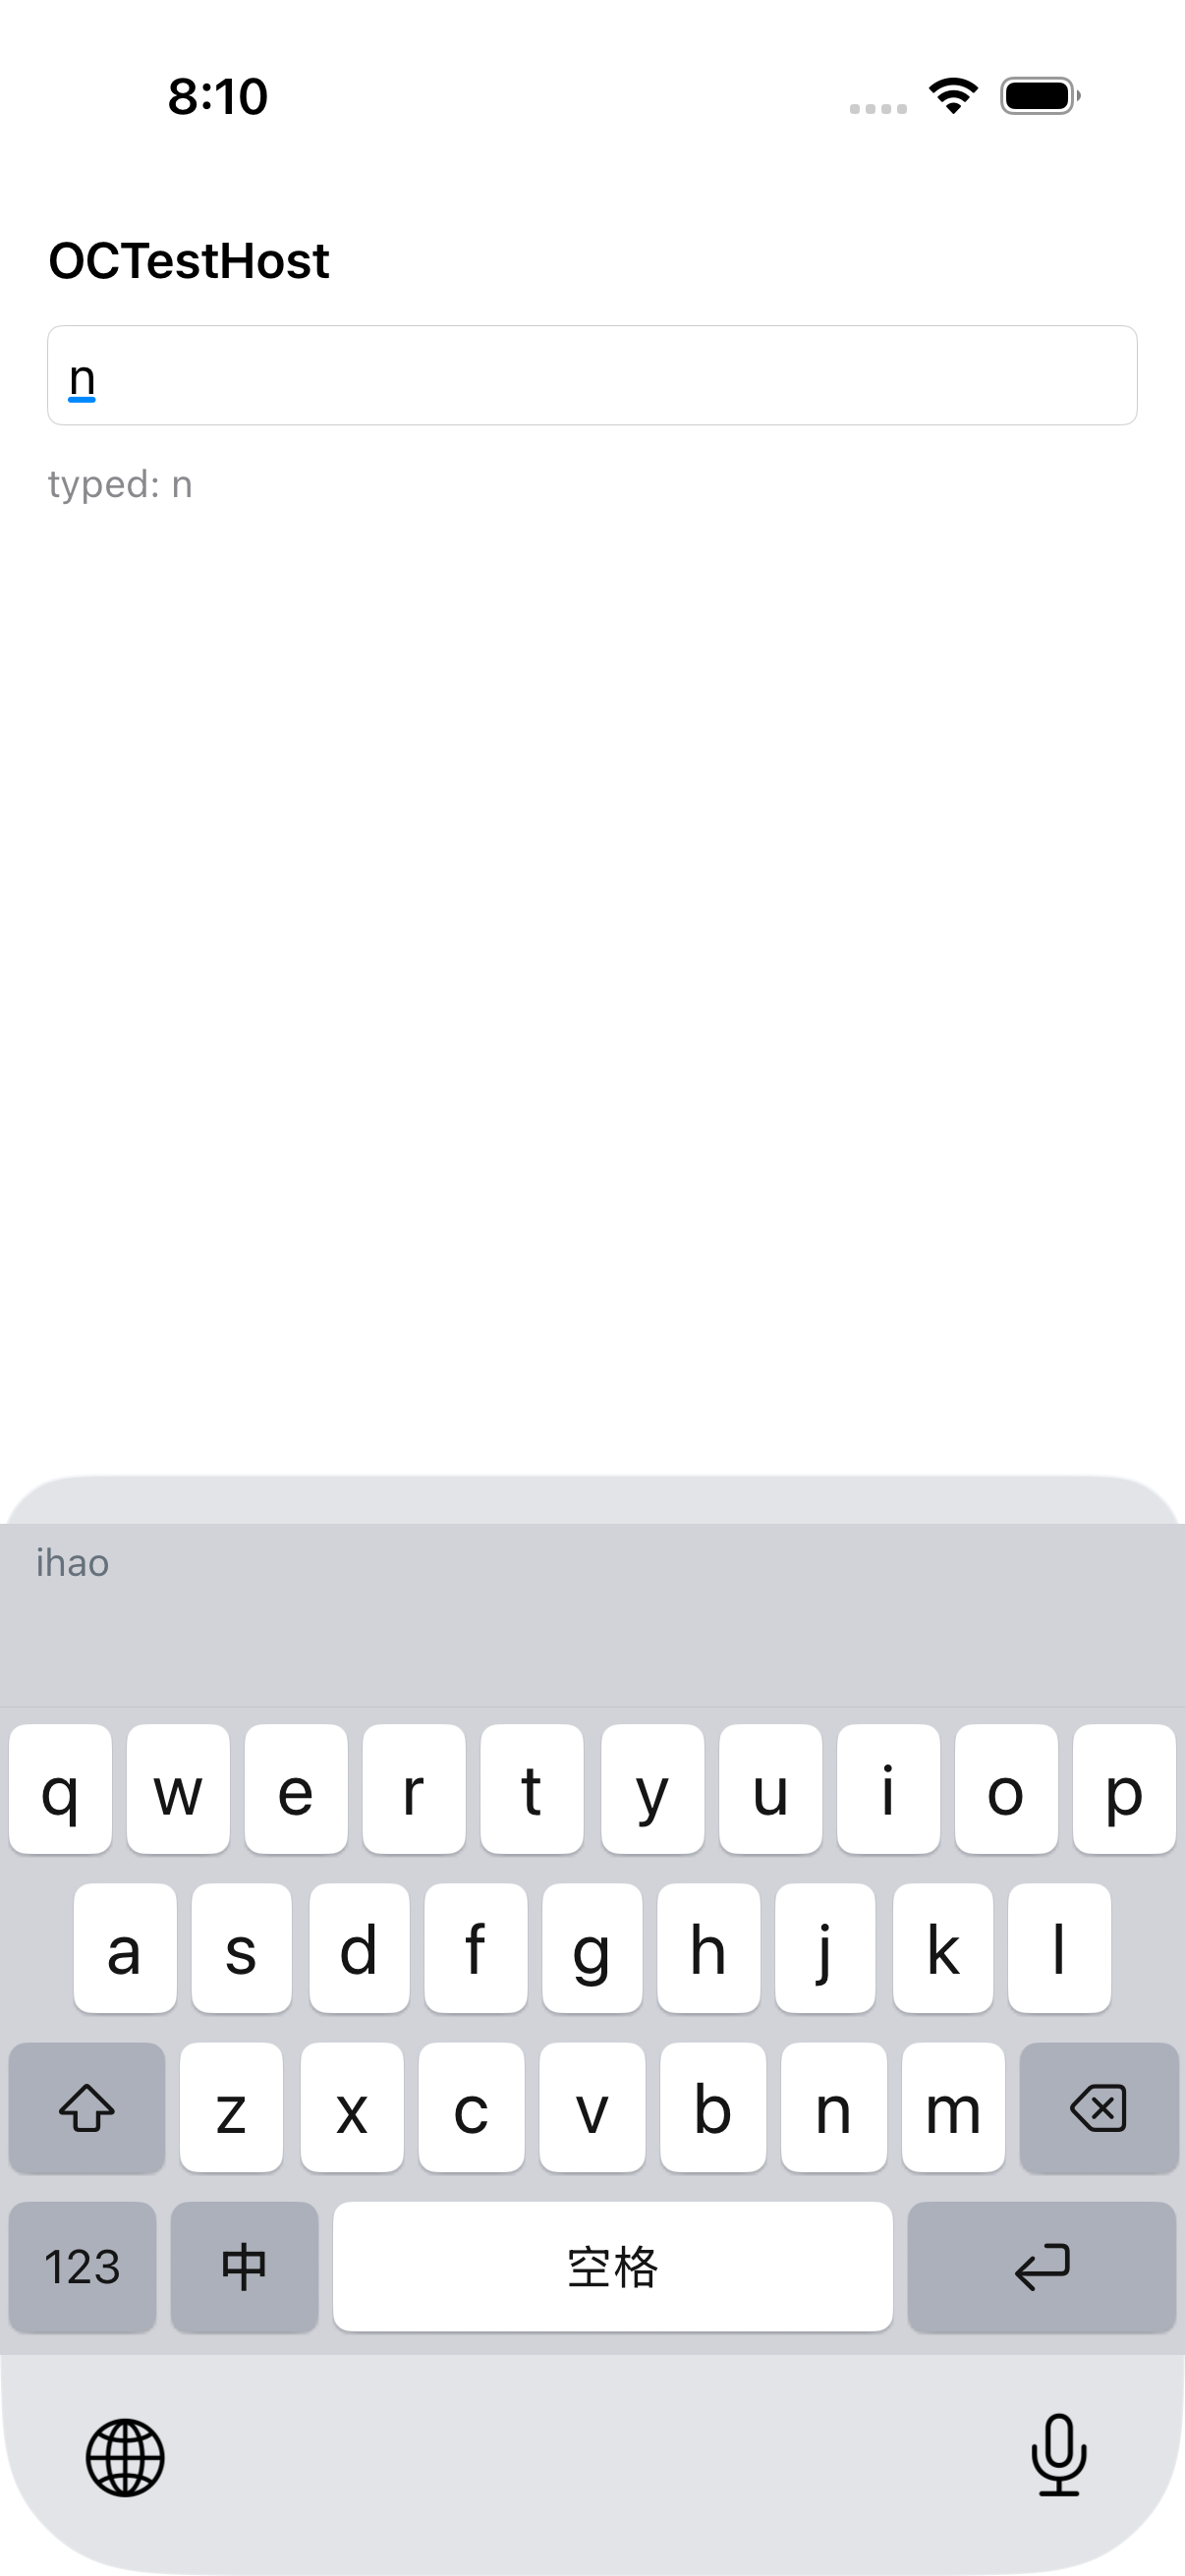 8:10
OCTestHost
n
typed: n
ihao
q w e r t y u i o p
a s d f g h j k l
z x c v b n m
123 中 空格